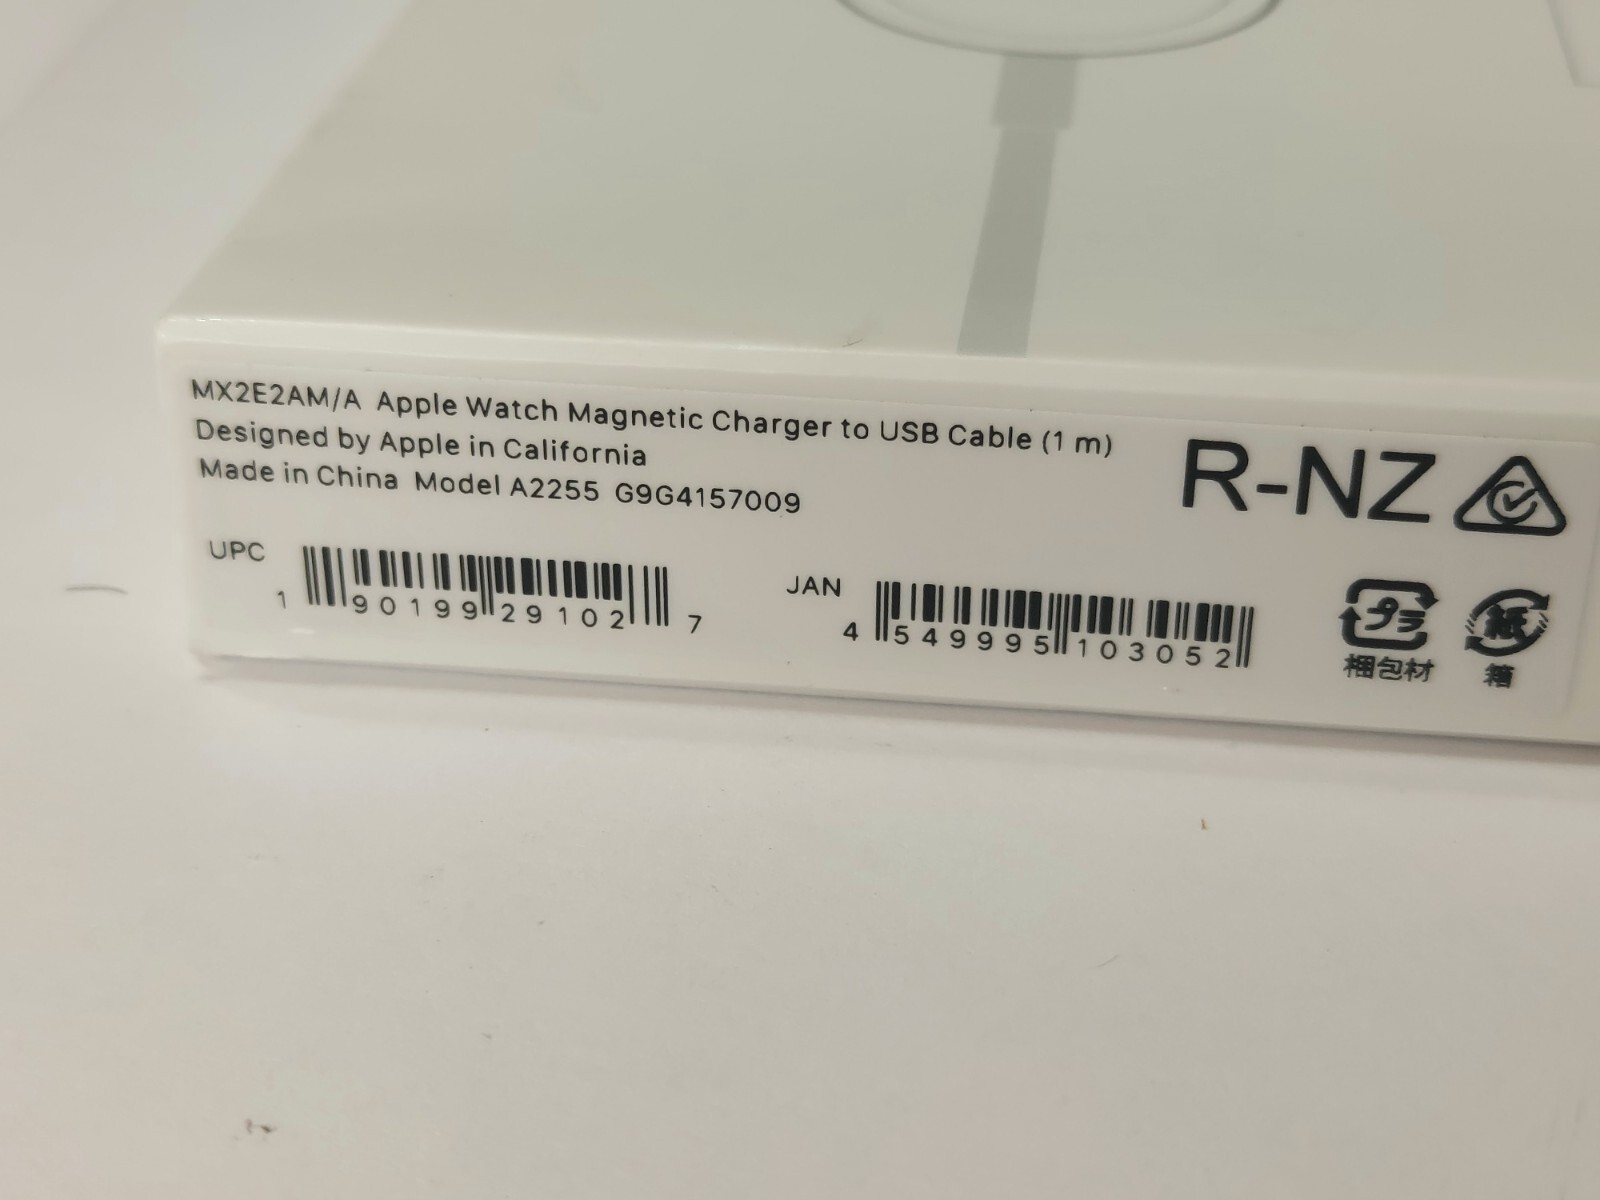 MX2E2AM/A Apple Watch Magnetic Charger to USB Cable (1 m)
Designed by Apple in California
Made in China Model A2255 G9G4157009
R-NZ
UPC
1 90199 29102 7
JAN
4 549995 103052
プラ
梱包材
紙
箱